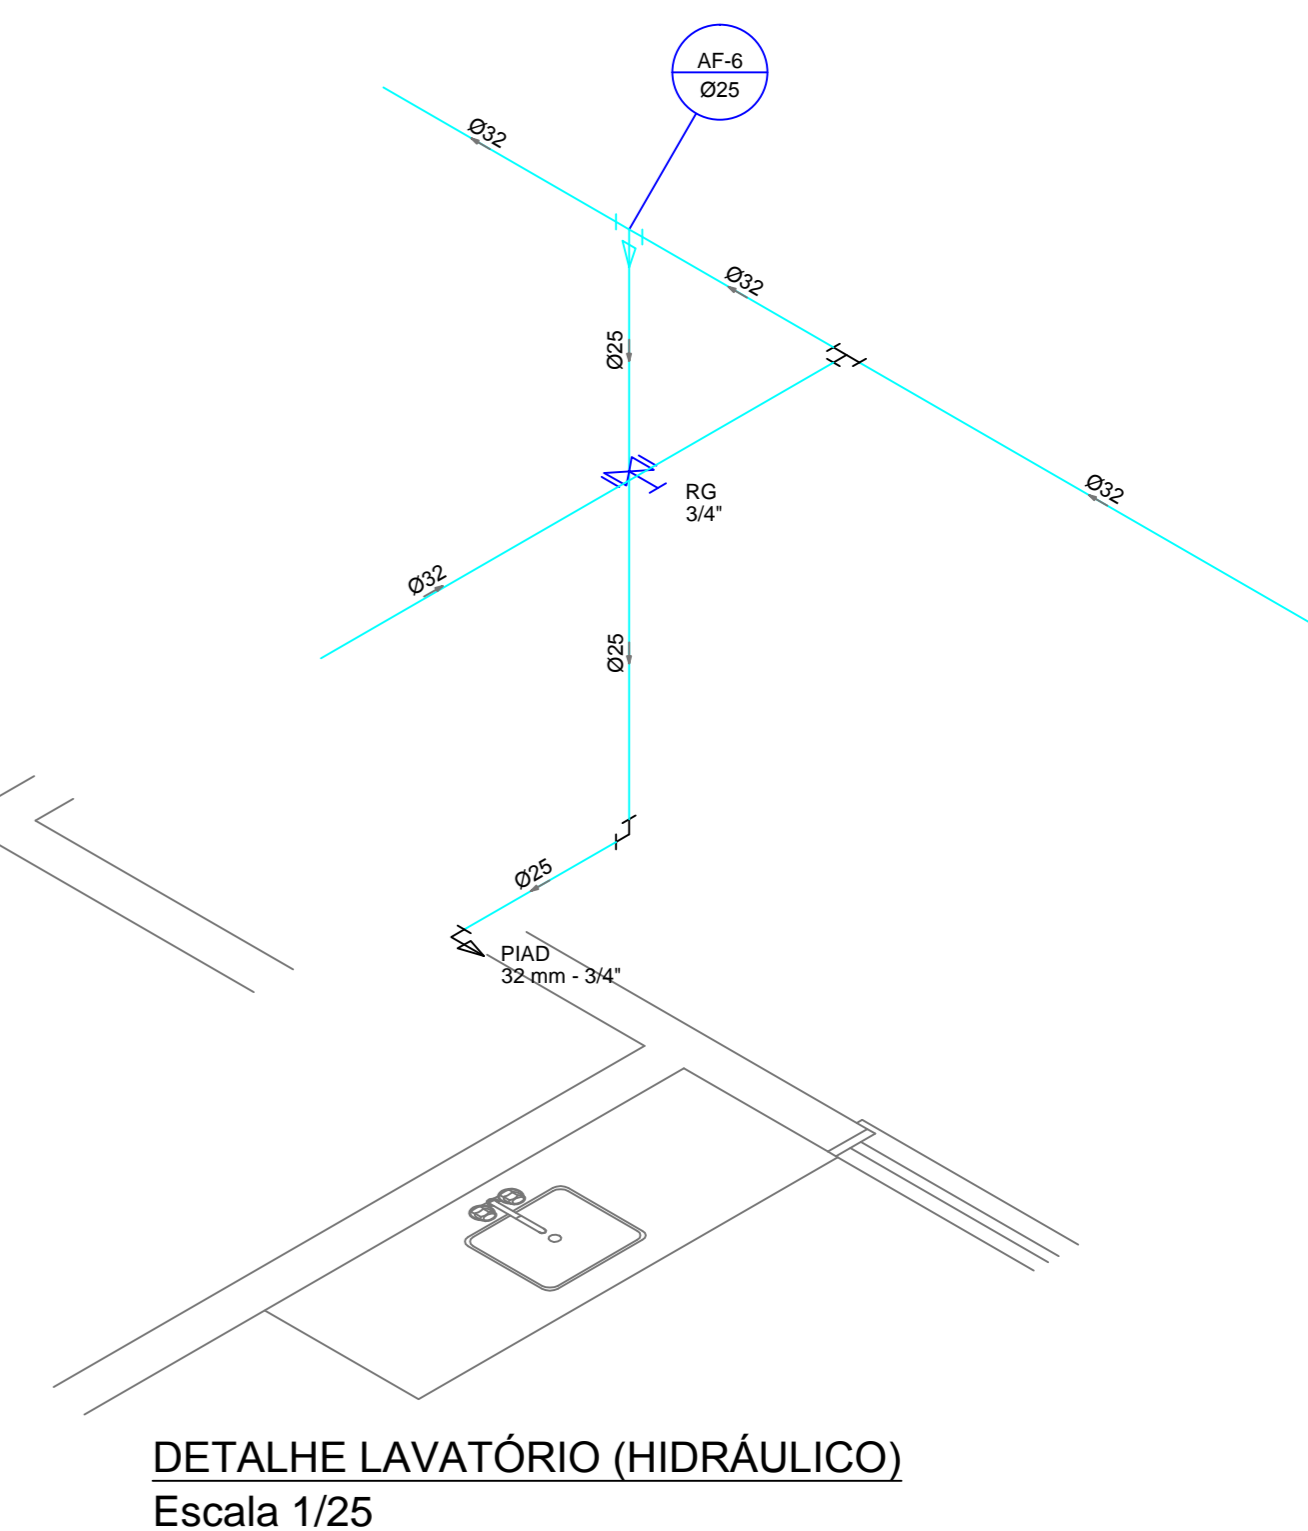 AF-6
Ø25
Ø32
Ø32
Ø25
RG
3/4"
Ø32
Ø32
Ø25
Ø25
PIAD
32 mm - 3/4"
DETALHE LAVATÓRIO (HIDRÁULICO)
Escala 1/25